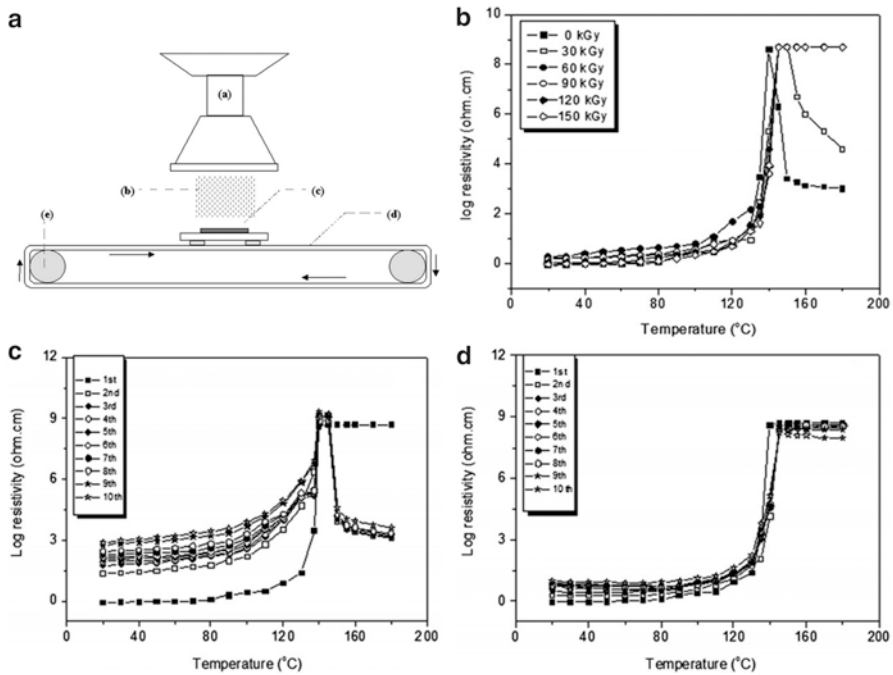 a
(a)
(b)
(c)
(e)
(d)
b
10
8
6
4
2
0
log resistivity (ohm.cm)
0 kGy
30 kGy
60 kGy
90 kGy
120 kGy
150 kGy
0 40 80 120 160 200
Temperature (°C)
c
12
9
6
3
0
Log resistivity (ohm.cm)
1st
2nd
3rd
4th
5th
6th
7th
8th
9th
10th
0 40 80 120 160 200
Temperature (°C)
d
12
9
6
3
0
Log resistivity (ohm.cm)
1st
2nd
3rd
4th
5th
6th
7th
8th
9th
10th
0 40 80 120 160 200
Temperature (°C)